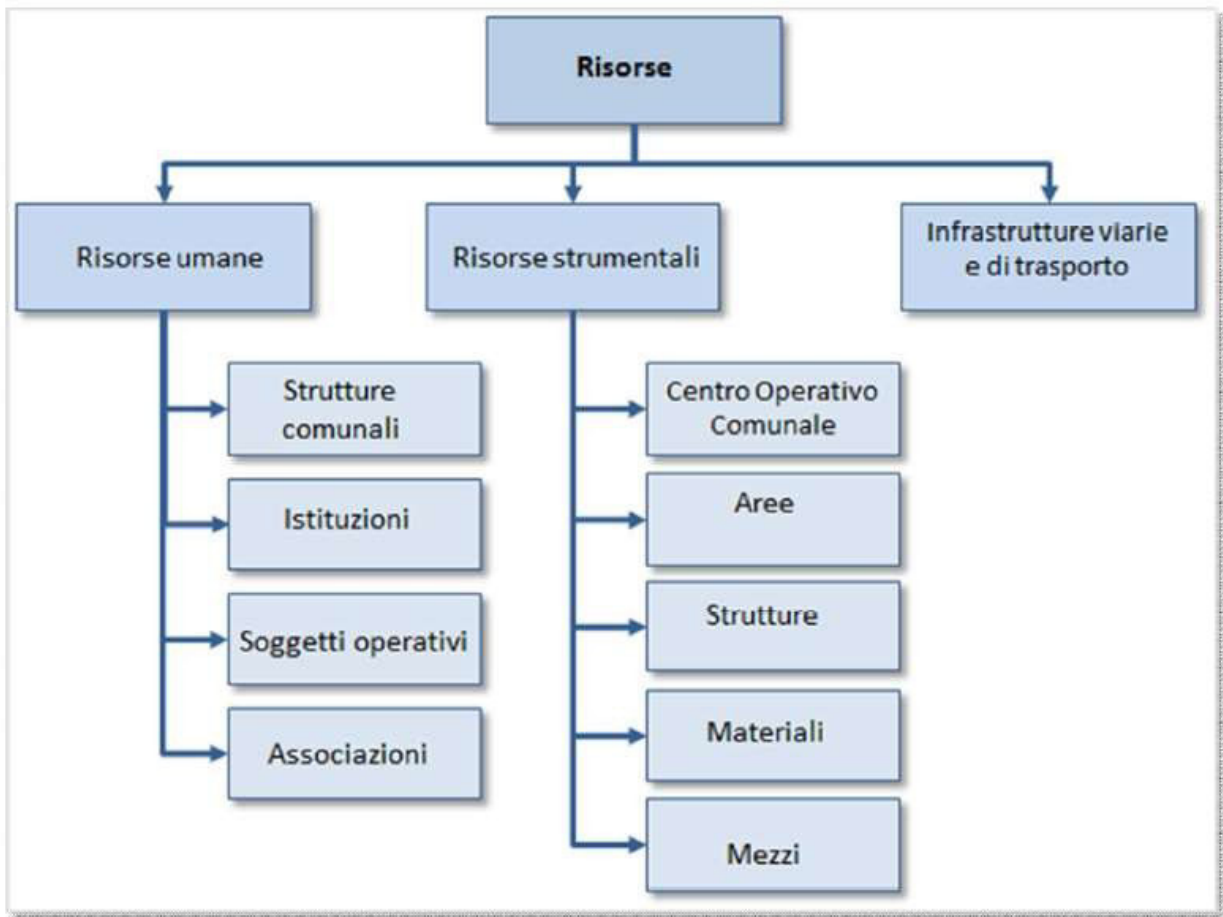 Risorse
Risorse umane
Risorse strumentali
Infrastrutture viarie
e di trasporto
Strutture
comunali
Istituzioni
Soggetti operativi
Associazioni
Centro Operativo
Comunale
Aree
Strutture
Materiali
Mezzi